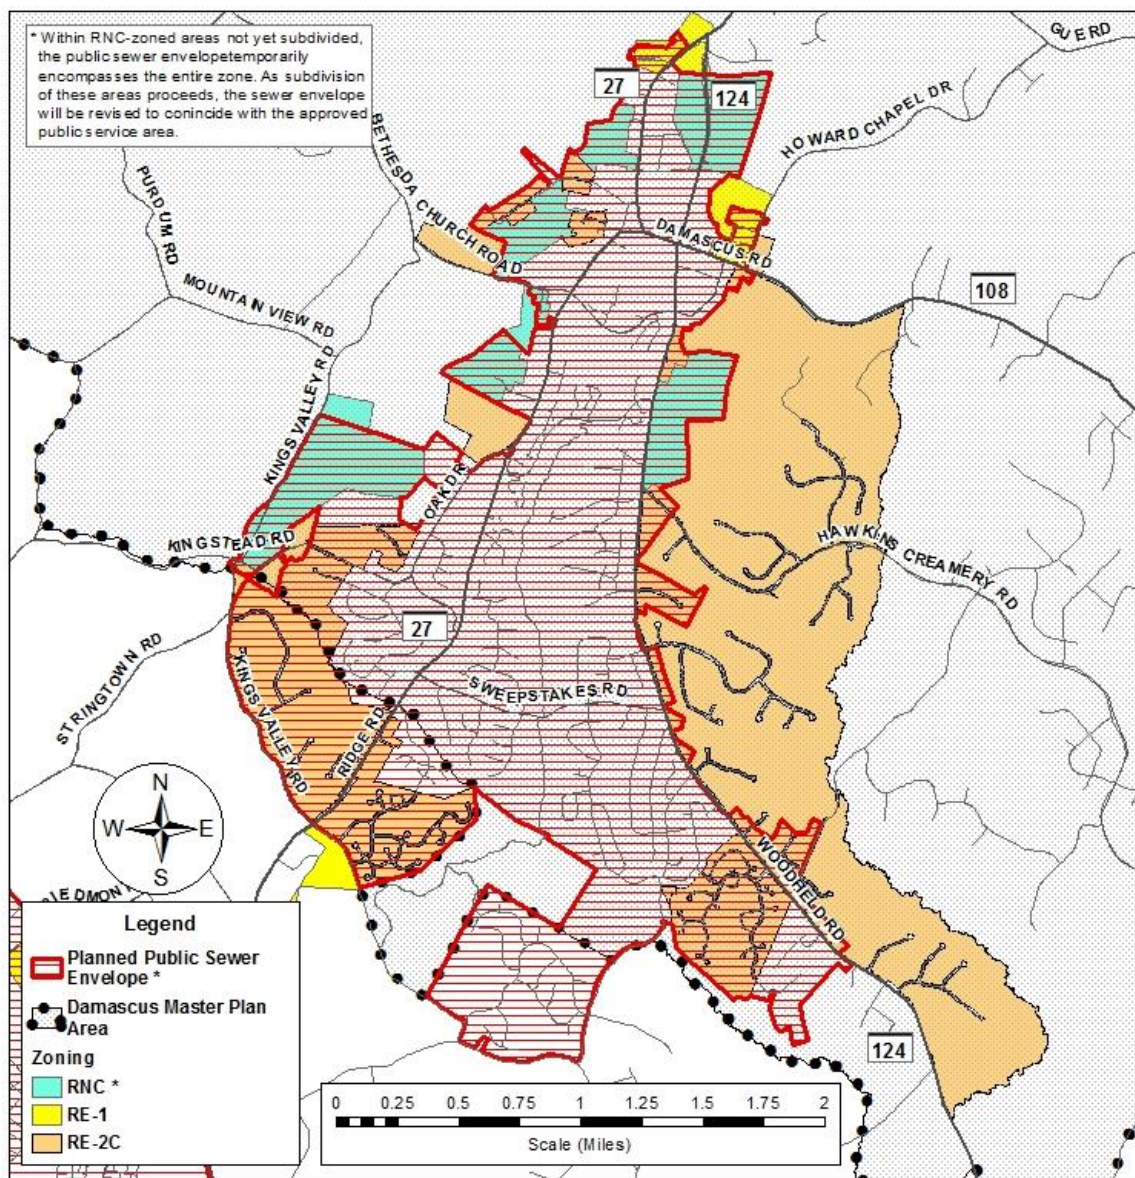 * Within RNC-zoned areas not yet subdivided,
the public sewer envelopetemporarily
encompasses the entire zone. As subdivision
of these areas proceeds, the sewer envelope
will be revised to conincide with the approved
public service area.
GUE RD
27
124
HOWARD CHAPEL DR
BETHESDA CHURCH ROAD
PURDUM RD
DAMASCUS RD
MOUNTAIN VIEW RD
108
KINGS VALLEY RD
OAK DR
KINGSTEAD RD
HAWKINS CREAMERY RD
27
STRINGTOWN RD
KINGS VALLEY RD
SWEEPSTAKES RD
RIDGE RD
N
W
E
S
WOODFIELD RD
IEDMONT
124
Legend
Planned Public Sewer
Envelope *
Damascus Master Plan
Area
Zoning
RNC *
RE-1
RE-2C
0 0.25 0.5 0.75 1 1.25 1.5 1.75 2
Scale (Miles)